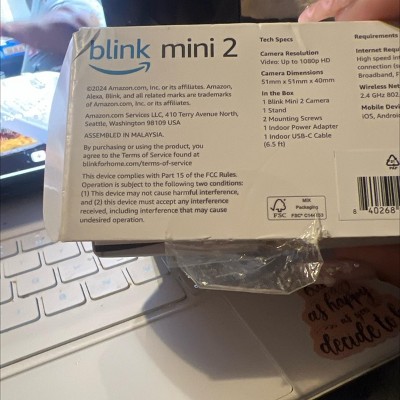 blink mini 2
©2024 Amazon.com, Inc. or its affiliates. Amazon,
Alexa, Blink, and all related marks are trademarks
of Amazon.com, Inc. or its affiliates.
Amazon.com Services LLC, 410 Terry Avenue North,
Seattle, Washington 98109 USA
ASSEMBLED IN MALAYSIA.
By purchasing or using the product, you
agree to the Terms of Service found at
blinkforhome.com/terms-of-service
This device complies with Part 15 of the FCC Rules.
Operation is subject to the following two conditions:
(1) This device may not cause harmful interference,
and (2) this device must accept any interference
received, including interference that may cause
undesired operation.
Tech Specs
Camera Resolution
Video: Up to 1080p HD
Camera Dimensions
51mm x 51mm x 40mm
In the Box
1 Blink Mini 2 Camera
1 Stand
2 Mounting Screws
1 Indoor Power Adapter
1 Indoor USB-C Cable
(6.5 ft)
FSC
MIX
Packaging
Requirements
Internet Requ
High speed int
connection (
Broadband, F
Wireless Net
2.4 GHz 802.
Mobile Devi
iOS, Android
PAP
8 40268
as happy
as you
decide to